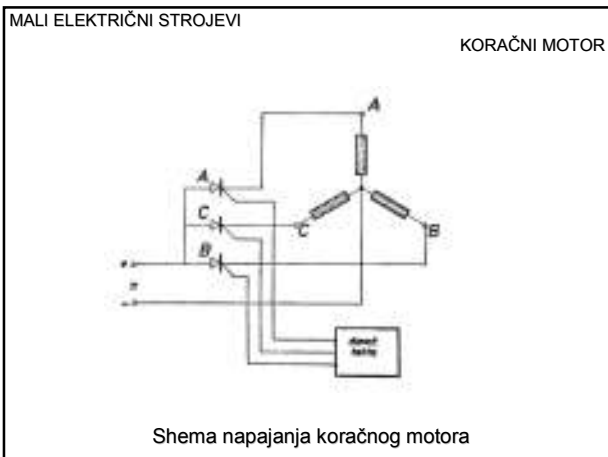 MALI ELEKTRIČNI STROJEVI
KORAČNI MOTOR
A
A
C
C
B
B
+
-
Shema napajanja koračnog motora